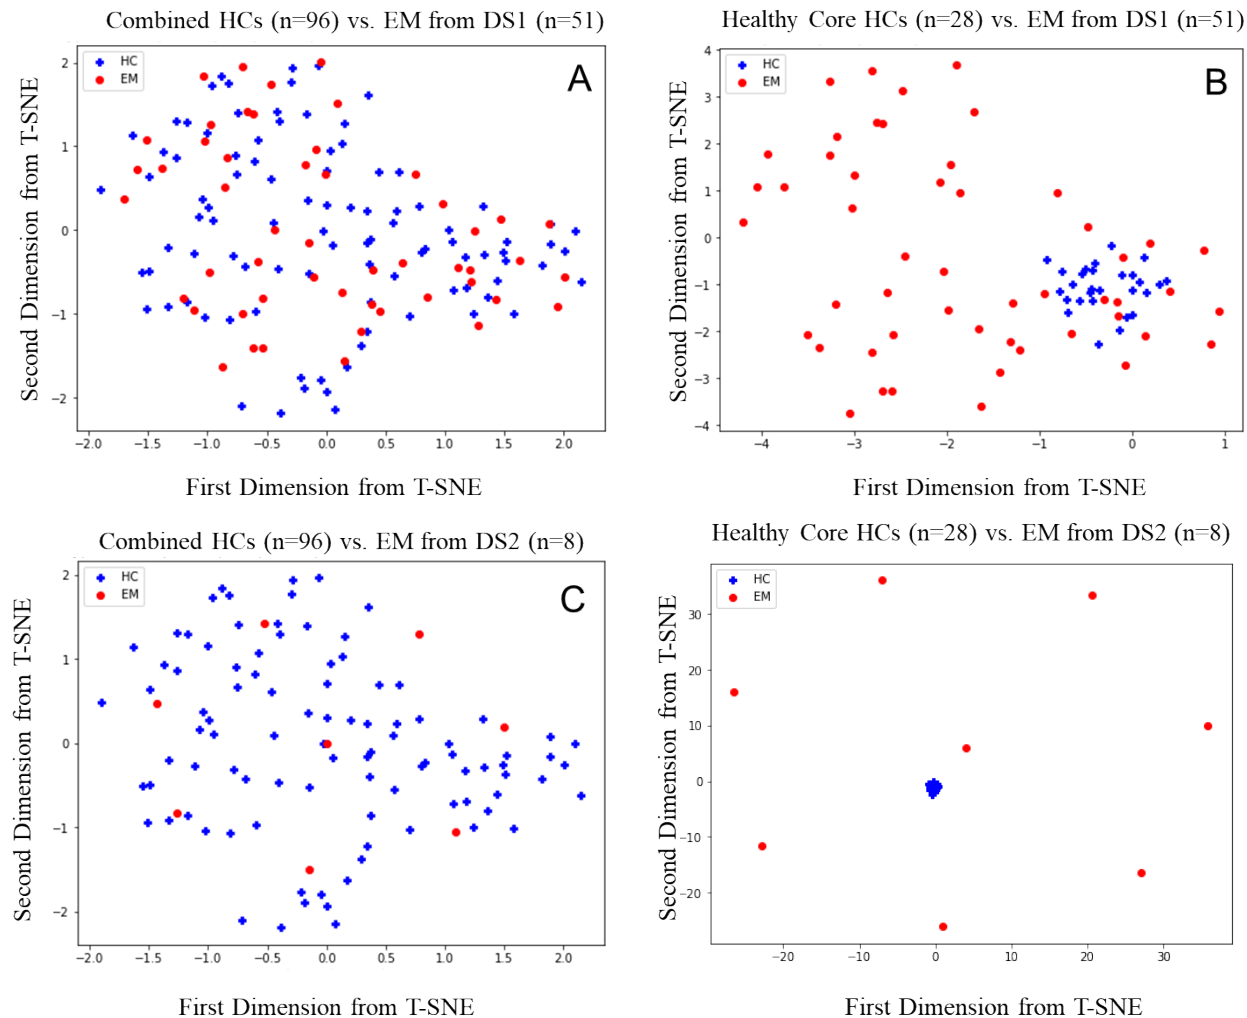 Combined HCs (n=96) vs. EM from DS1 (n=51)
HC
EM
A
2
1
0
−1
−2
Second Dimension from T-SNE
−2.0 −1.5 −1.0 −0.5 0.0 0.5 1.0 1.5 2.0
First Dimension from T-SNE
Healthy Core HCs (n=28) vs. EM from DS1 (n=51)
HC
EM
B
4
3
2
1
0
−1
−2
−3
−4
Second Dimension from T-SNE
−4 −3 −2 −1 0 1
First Dimension from T-SNE
Combined HCs (n=96) vs. EM from DS2 (n=8)
HC
EM
C
2
1
0
−1
−2
Second Dimension from T-SNE
−2.0 −1.5 −1.0 −0.5 0.0 0.5 1.0 1.5 2.0
First Dimension from T-SNE
Healthy Core HCs (n=28) vs. EM from DS2 (n=8)
HC
EM
30
20
10
0
−10
−20
Second Dimension from T-SNE
−20 −10 0 10 20 30
First Dimension from T-SNE